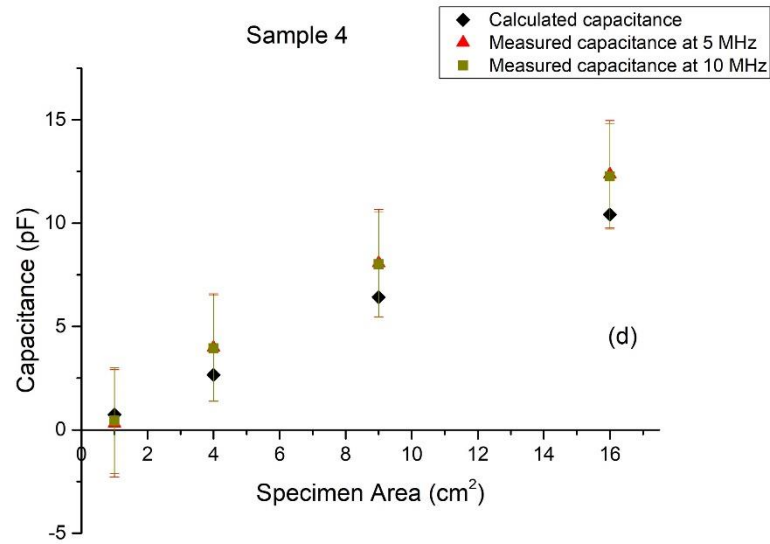 Sample 4
Calculated capacitance
Measured capacitance at 5 MHz
Measured capacitance at 10 MHz
15
10
5
0
-5
Capacitance (pF)
(d)
0 2 4 6 8 10 12 14 16
Specimen Area (cm²)